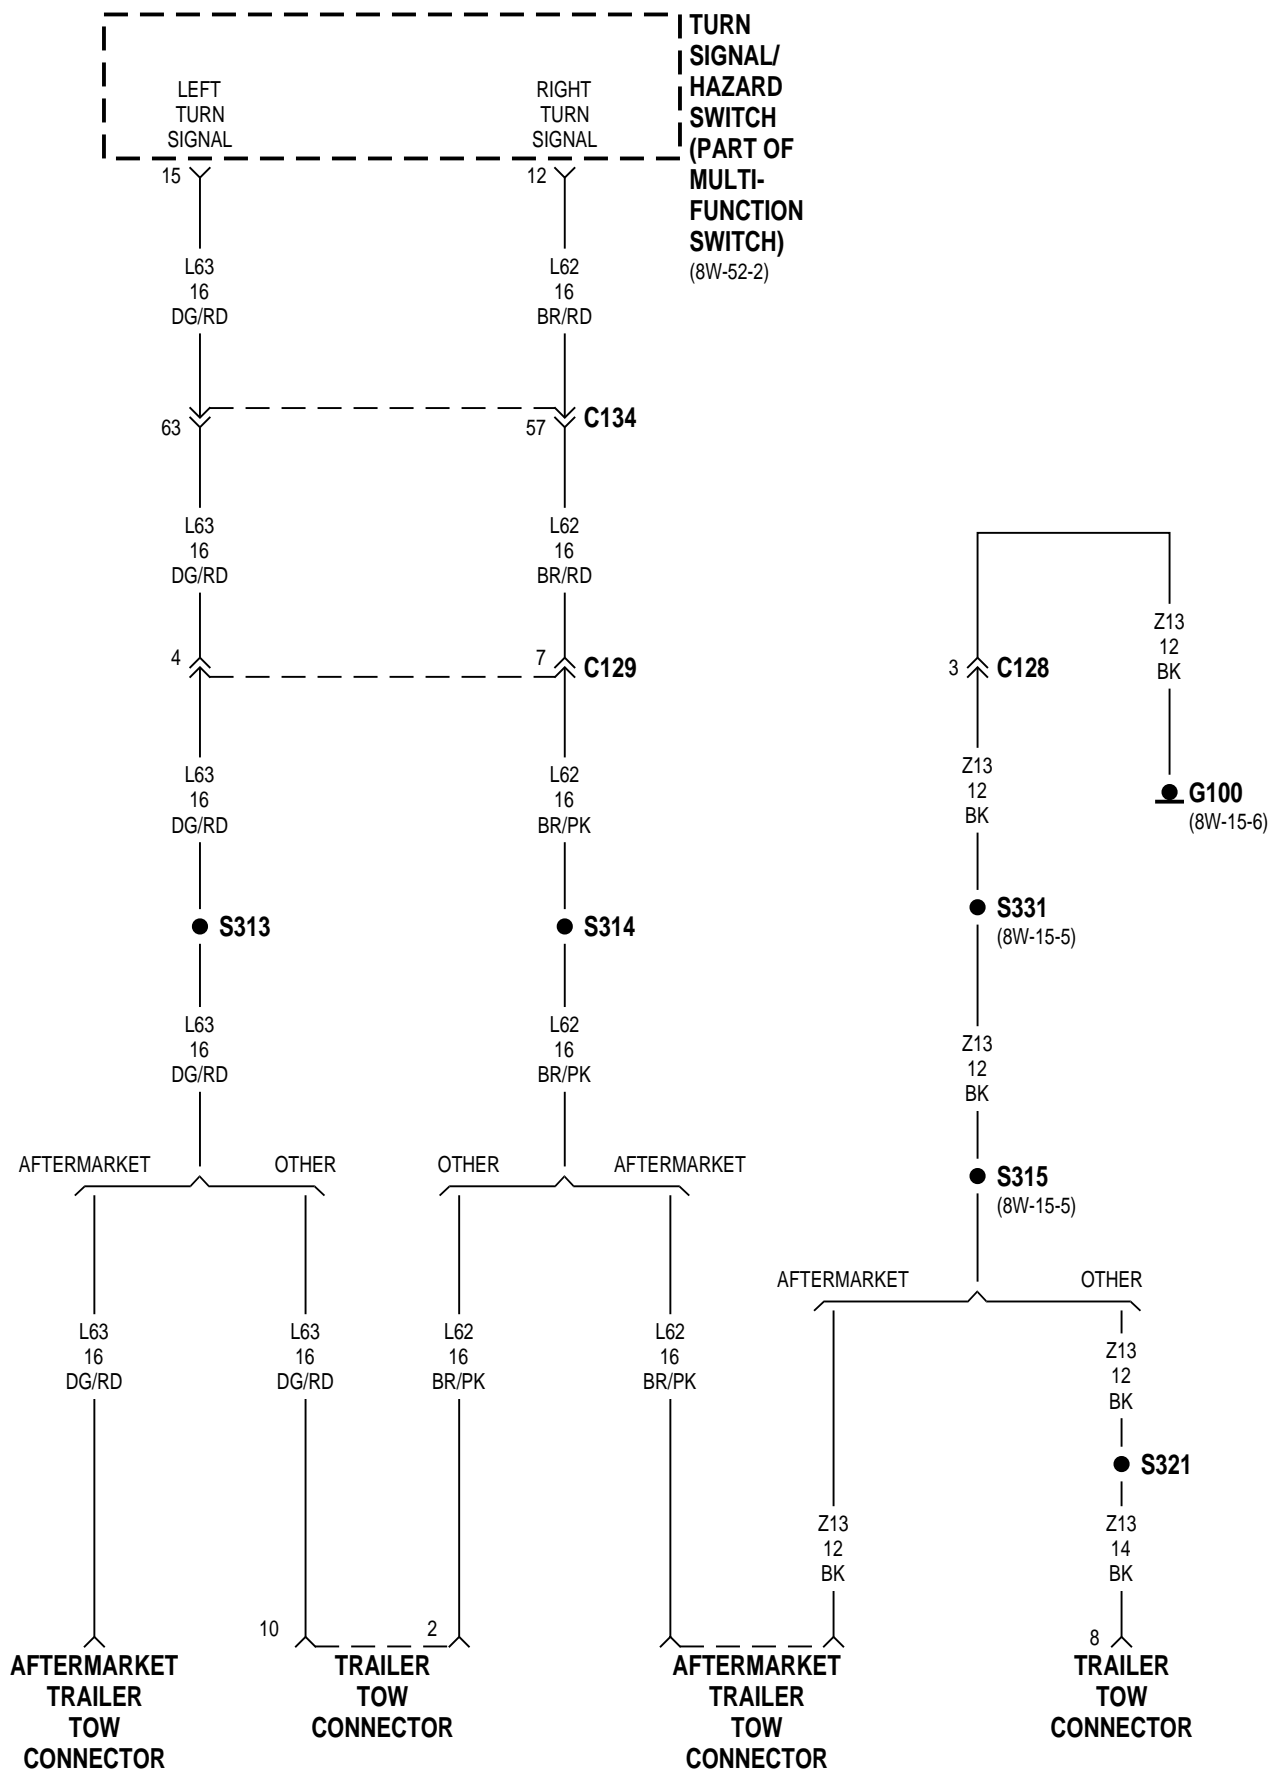 TURN
SIGNAL/
HAZARD
SWITCH
(PART OF
MULTI-
FUNCTION
SWITCH)
(8W-52-2)
LEFT
TURN
SIGNAL
RIGHT
TURN
SIGNAL
15
12
L63
16
DG/RD
L62
16
BR/RD
63
57
C134
L63
16
DG/RD
L62
16
BR/RD
4
7
C129
3
C128
Z13
12
BK
L63
16
DG/RD
L62
16
BR/PK
Z13
12
BK
G100
(8W-15-6)
S313
S314
S331
(8W-15-5)
L63
16
DG/RD
L62
16
BR/PK
Z13
12
BK
AFTERMARKET
OTHER
OTHER
AFTERMARKET
S315
(8W-15-5)
AFTERMARKET
OTHER
L63
16
DG/RD
L63
16
DG/RD
L62
16
BR/PK
L62
16
BR/PK
Z13
12
BK
S321
Z13
12
BK
Z13
14
BK
10
2
8
AFTERMARKET
TRAILER
TOW
CONNECTOR
TRAILER
TOW
CONNECTOR
AFTERMARKET
TRAILER
TOW
CONNECTOR
TRAILER
TOW
CONNECTOR